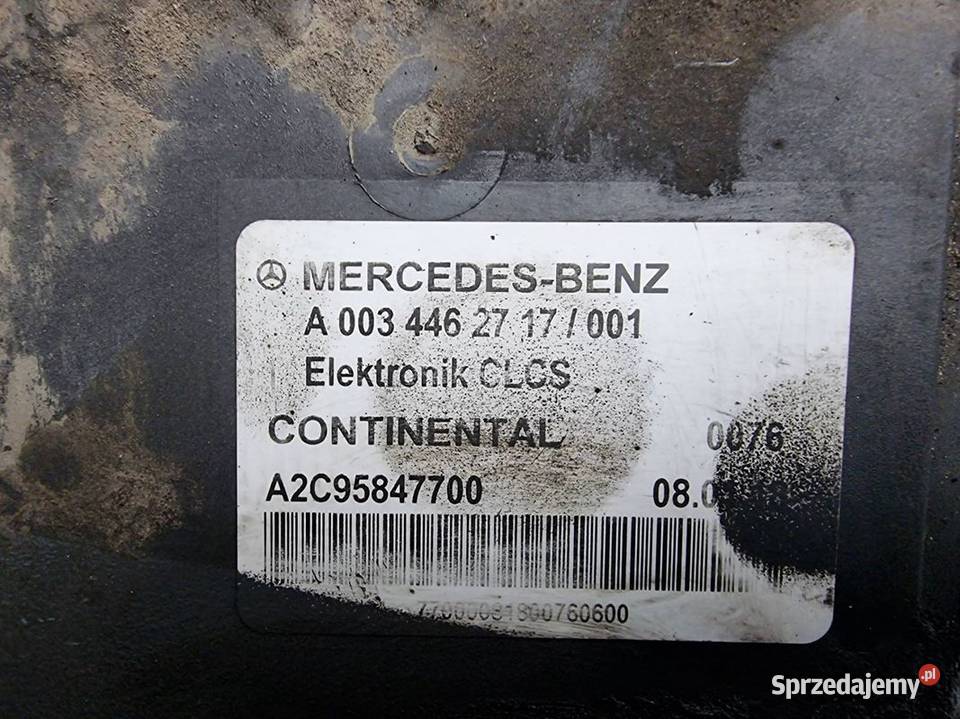 MERCEDES-BENZ
A 003 446 27 17 / 001
Elektronik CLCS
CONTINENTAL 0076
A2C95847700
Sprzedajemy.pl